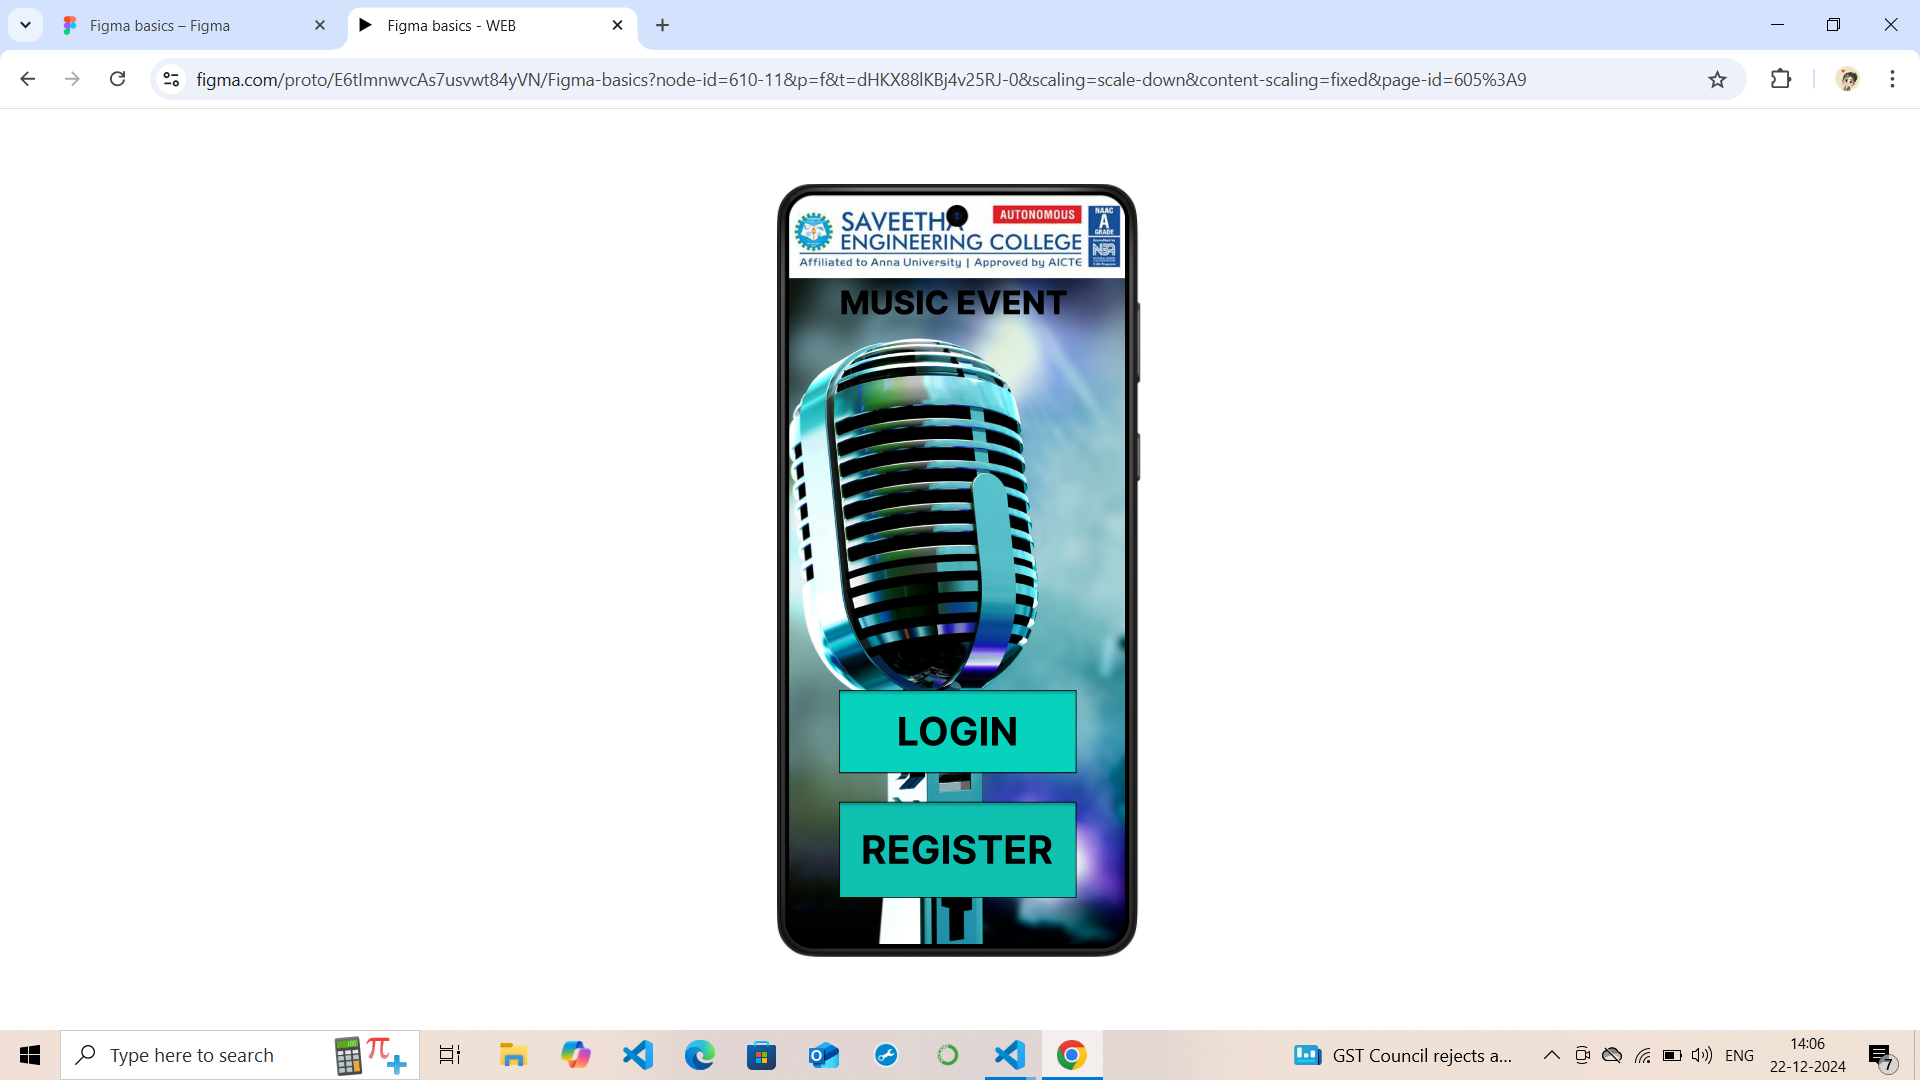 Figma basics – Figma
Figma basics - WEB
figma.com/proto/E6tImnwvcAs7usvwt84yVN/Figma-basics?node-id=610-11&p=f&t=dHKX88lKBj4v25RJ-0&scaling=scale-down&content-scaling=fixed&page-id=605%3A9
SAVEETHA
AUTONOMOUS
NAAC
A
GRADE
ENGINEERING COLLEGE
NBA
Affiliated to Anna University | Approved by AICTE
MUSIC EVENT
LOGIN
REGISTER
Type here to search
GST Council rejects a...
ENG
14:06
22-12-2024
7